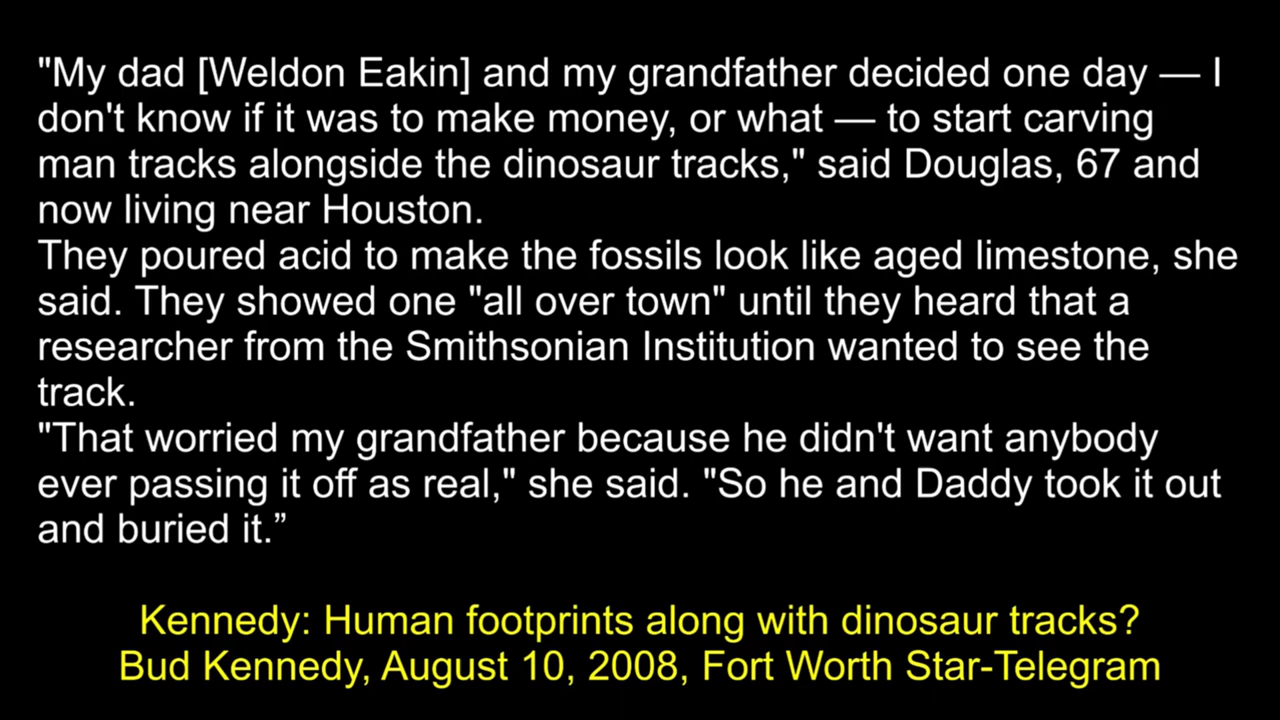 "My dad [Weldon Eakin] and my grandfather decided one day — I
don't know if it was to make money, or what — to start carving
man tracks alongside the dinosaur tracks," said Douglas, 67 and
now living near Houston.
They poured acid to make the fossils look like aged limestone, she
said. They showed one "all over town" until they heard that a
researcher from the Smithsonian Institution wanted to see the
track.
"That worried my grandfather because he didn't want anybody
ever passing it off as real," she said. "So he and Daddy took it out
and buried it.”
Kennedy: Human footprints along with dinosaur tracks?
Bud Kennedy, August 10, 2008, Fort Worth Star-Telegram